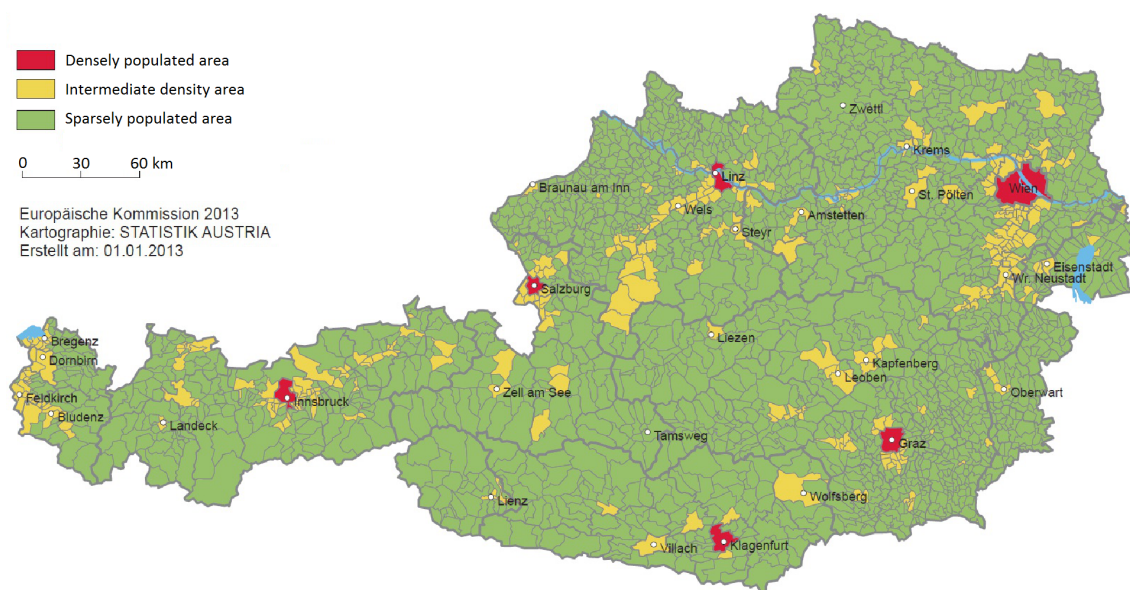 Densely populated area
Intermediate density area
Sparsely populated area
0 30 60 km
Europäische Kommission 2013
Kartographie: STATISTIK AUSTRIA
Erstellt am: 01.01.2013
Zwettl
Krems
Linz
Braunau am Inn
Wien
Wels
St. Pölten
Amstetten
Steyr
Eisenstadt
Wr. Neustadt
Salzburg
Bregenz
Liezen
Dornbirn
Kapfenberg
Leoben
Zell am See
Oberwart
Feldkirch
Innsbruck
Bludenz
Landeck
Tamsweg
Graz
Lienz
Wolfsberg
Villach
Klagenfurt